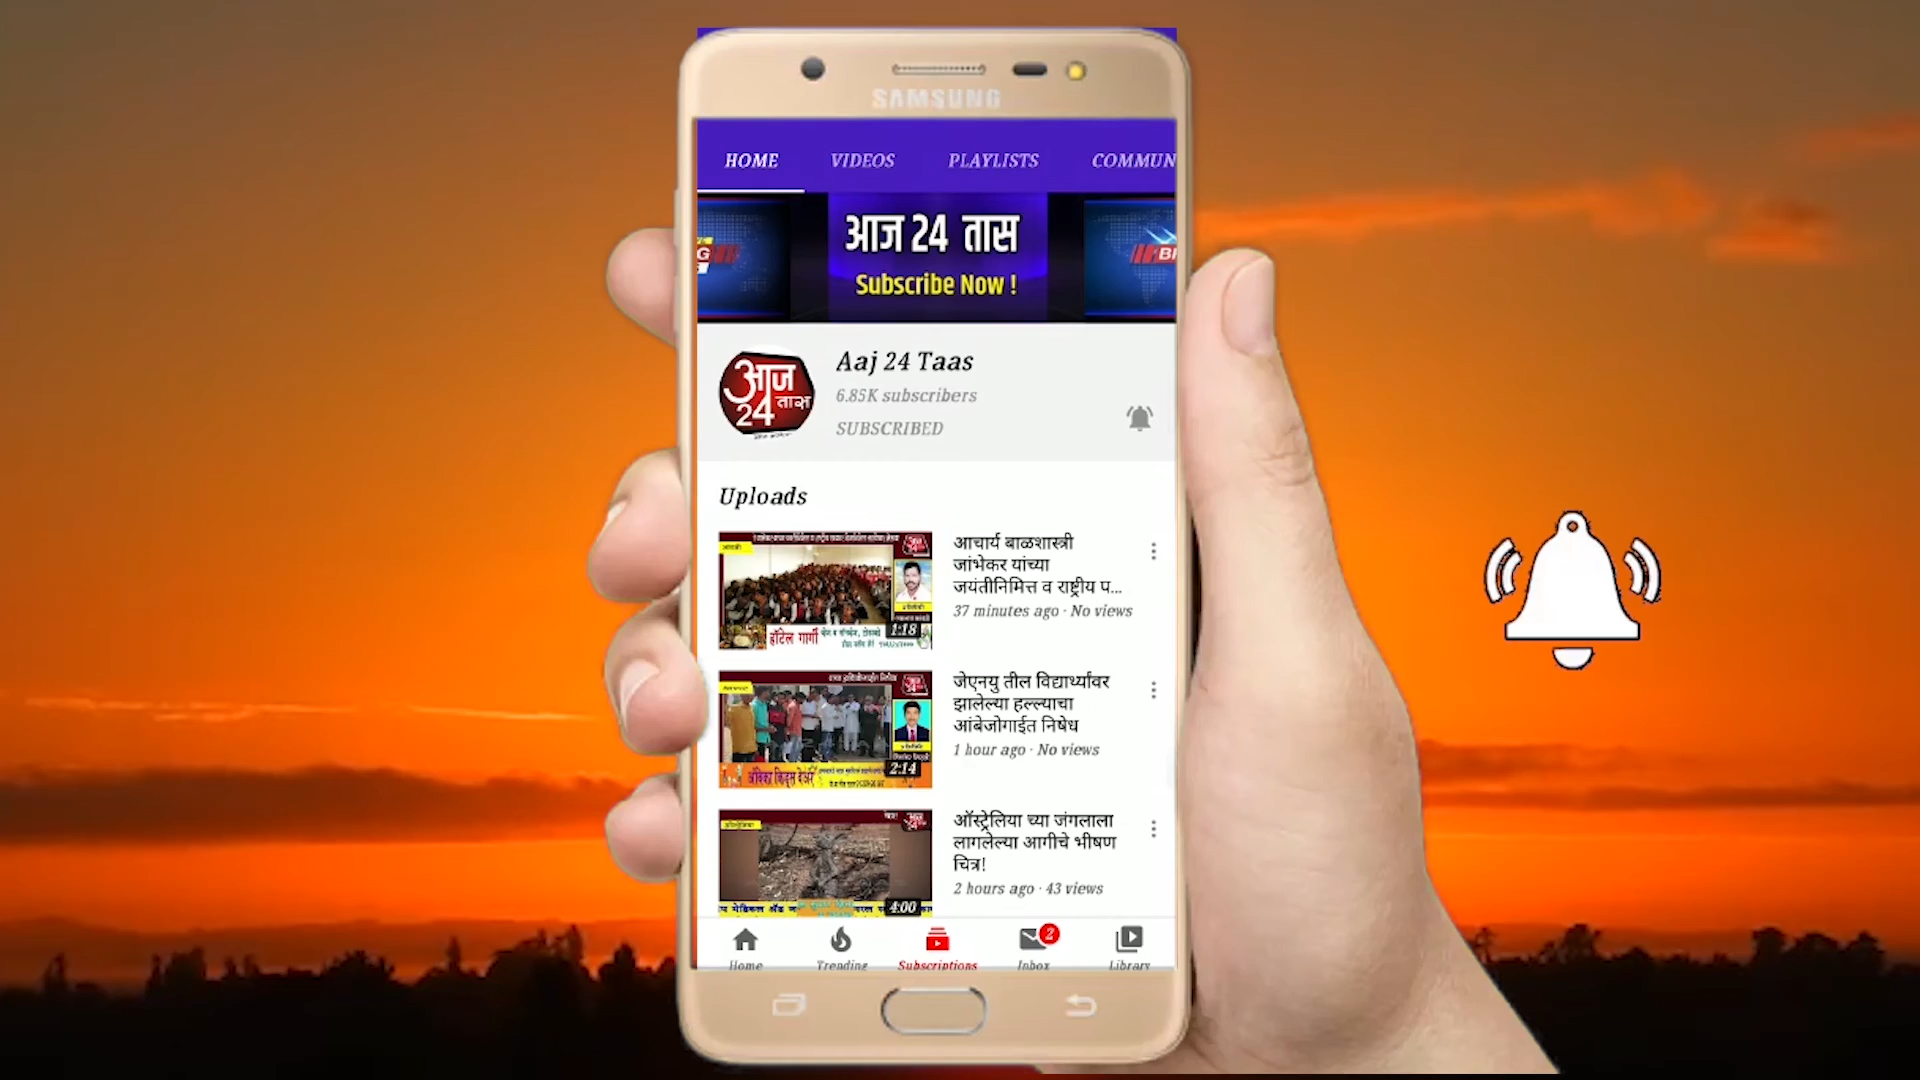 SAMSUNG
HOME VIDEOS PLAYLISTS COMMUN
आज 24 तास
Subscribe Now !
आज
24 तास
Aaj 24 Taas
6.85K subscribers
SUBSCRIBED
Uploads
आचार्य बाळशास्त्री
जांभेकर यांच्या
जयंतीनिमित्त व राष्ट्रीय प...
37 minutes ago · No views
हॉटेल गार्गी
1:18
जेएनयु तील विद्यार्थ्यांवर
झालेल्या हल्ल्याचा
आंबेजोगाईत निषेध
1 hour ago · No views
2:14
अंबिका किड्स वेअर
ऑस्ट्रेलिया च्या जंगलाला
लागलेल्या आगीचे भीषण
चित्र!
2 hours ago · 43 views
4:00
Home Trending Subscriptions Inbox Library
2